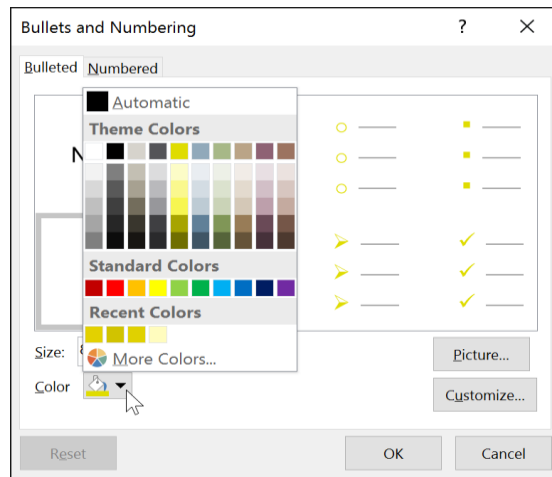 Bullets and Numbering
?
Bulleted
Numbered
Automatic
Theme Colors
Standard Colors
Recent Colors
More Colors...
Size:
Color
Picture...
Customize...
Reset
OK
Cancel